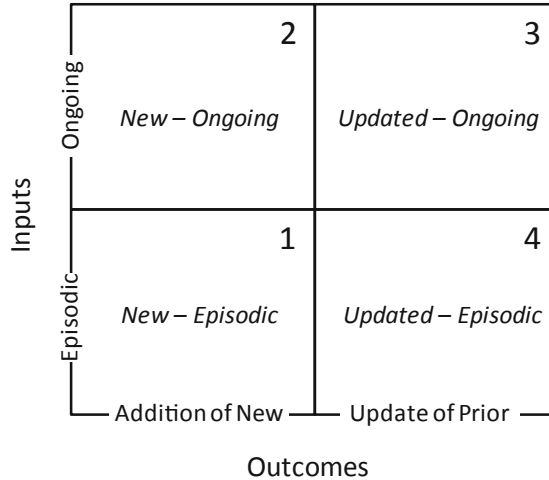 2
3
Ongoing
New – Ongoing
Updated – Ongoing
Inputs
1
4
Episodic
New – Episodic
Updated – Episodic
Addition of New
Update of Prior
Outcomes